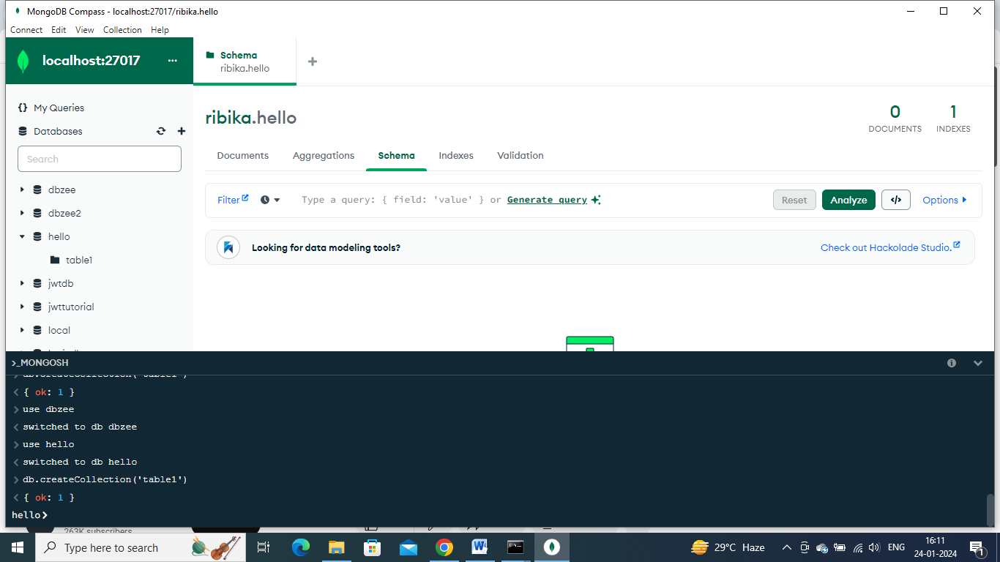 MongoDB Compass - localhost:27017/ribika.hello
Connect Edit View Collection Help
localhost:27017 ...
Schema
ribika.hello
+
{} My Queries
Databases
Search
dbzee
dbzee2
hello
table1
jwtdb
jwttutorial
local
ribika.hello
0
DOCUMENTS
1
INDEXES
Documents Aggregations Schema Indexes Validation
Filter Type a query: { field: 'value' } or Generate query Reset Analyze </> Options
Looking for data modeling tools? Check out Hackolade Studio.
>_MONGOSH
db.createCollection('table1')
< { ok: 1 }
> use dbzee
< switched to db dbzee
> use hello
< switched to db hello
> db.createCollection('table1')
< { ok: 1 }
hello>
263K subscribers
Type here to search
29°C Haze
ENG
16:11
24-01-2024
1